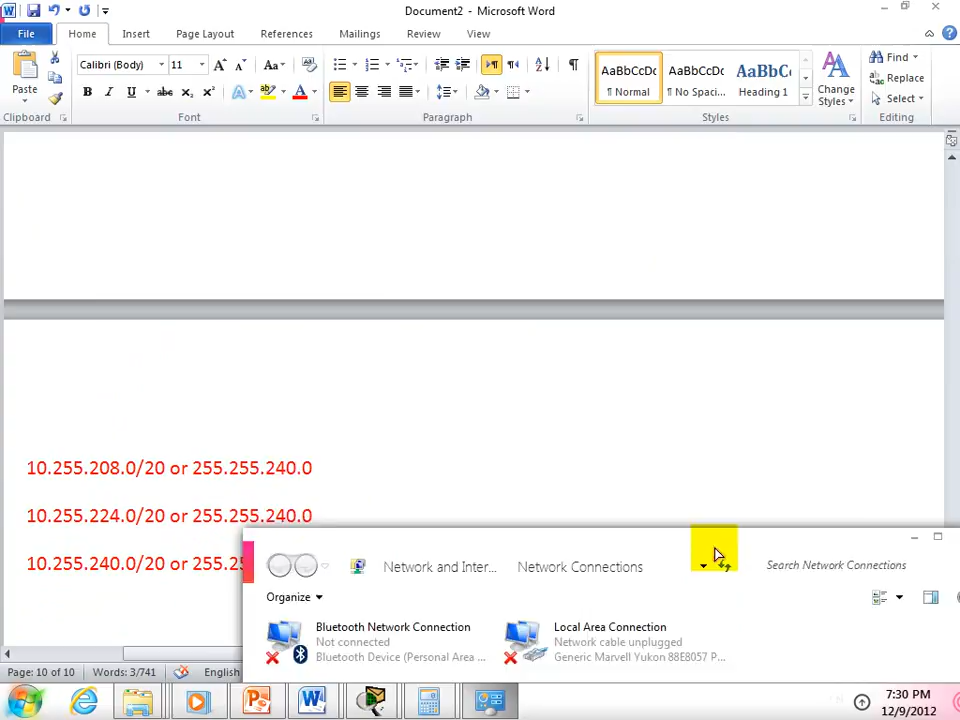 Document2 - Microsoft Word
File Home Insert Page Layout References Mailings Review View
Calibri (Body) 11
Paste
AaBbCcDc AaBbCcDc AaBbC
¶ Normal ¶ No Spaci... Heading 1
Change Styles
Find
Replace
Select
Clipboard Font Paragraph Styles Editing
10.255.208.0/20 or 255.255.240.0
10.255.224.0/20 or 255.255.240.0
10.255.240.0/20 or 255.2
Network and Inter... Network Connections Search Network Connections
Organize
Bluetooth Network Connection
Not connected
Bluetooth Device (Personal Area ...
Local Area Connection
Network cable unplugged
Generic Marvell Yukon 88E8057 P...
Page: 10 of 10 Words: 3/741 English
7:30 PM
12/9/2012